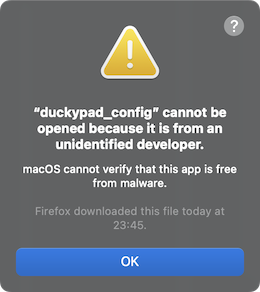 ?
“duckypad_config” cannot be
opened because it is from an
unidentified developer.
macOS cannot verify that this app is free
from malware.
Firefox downloaded this file today at
23:45.
OK